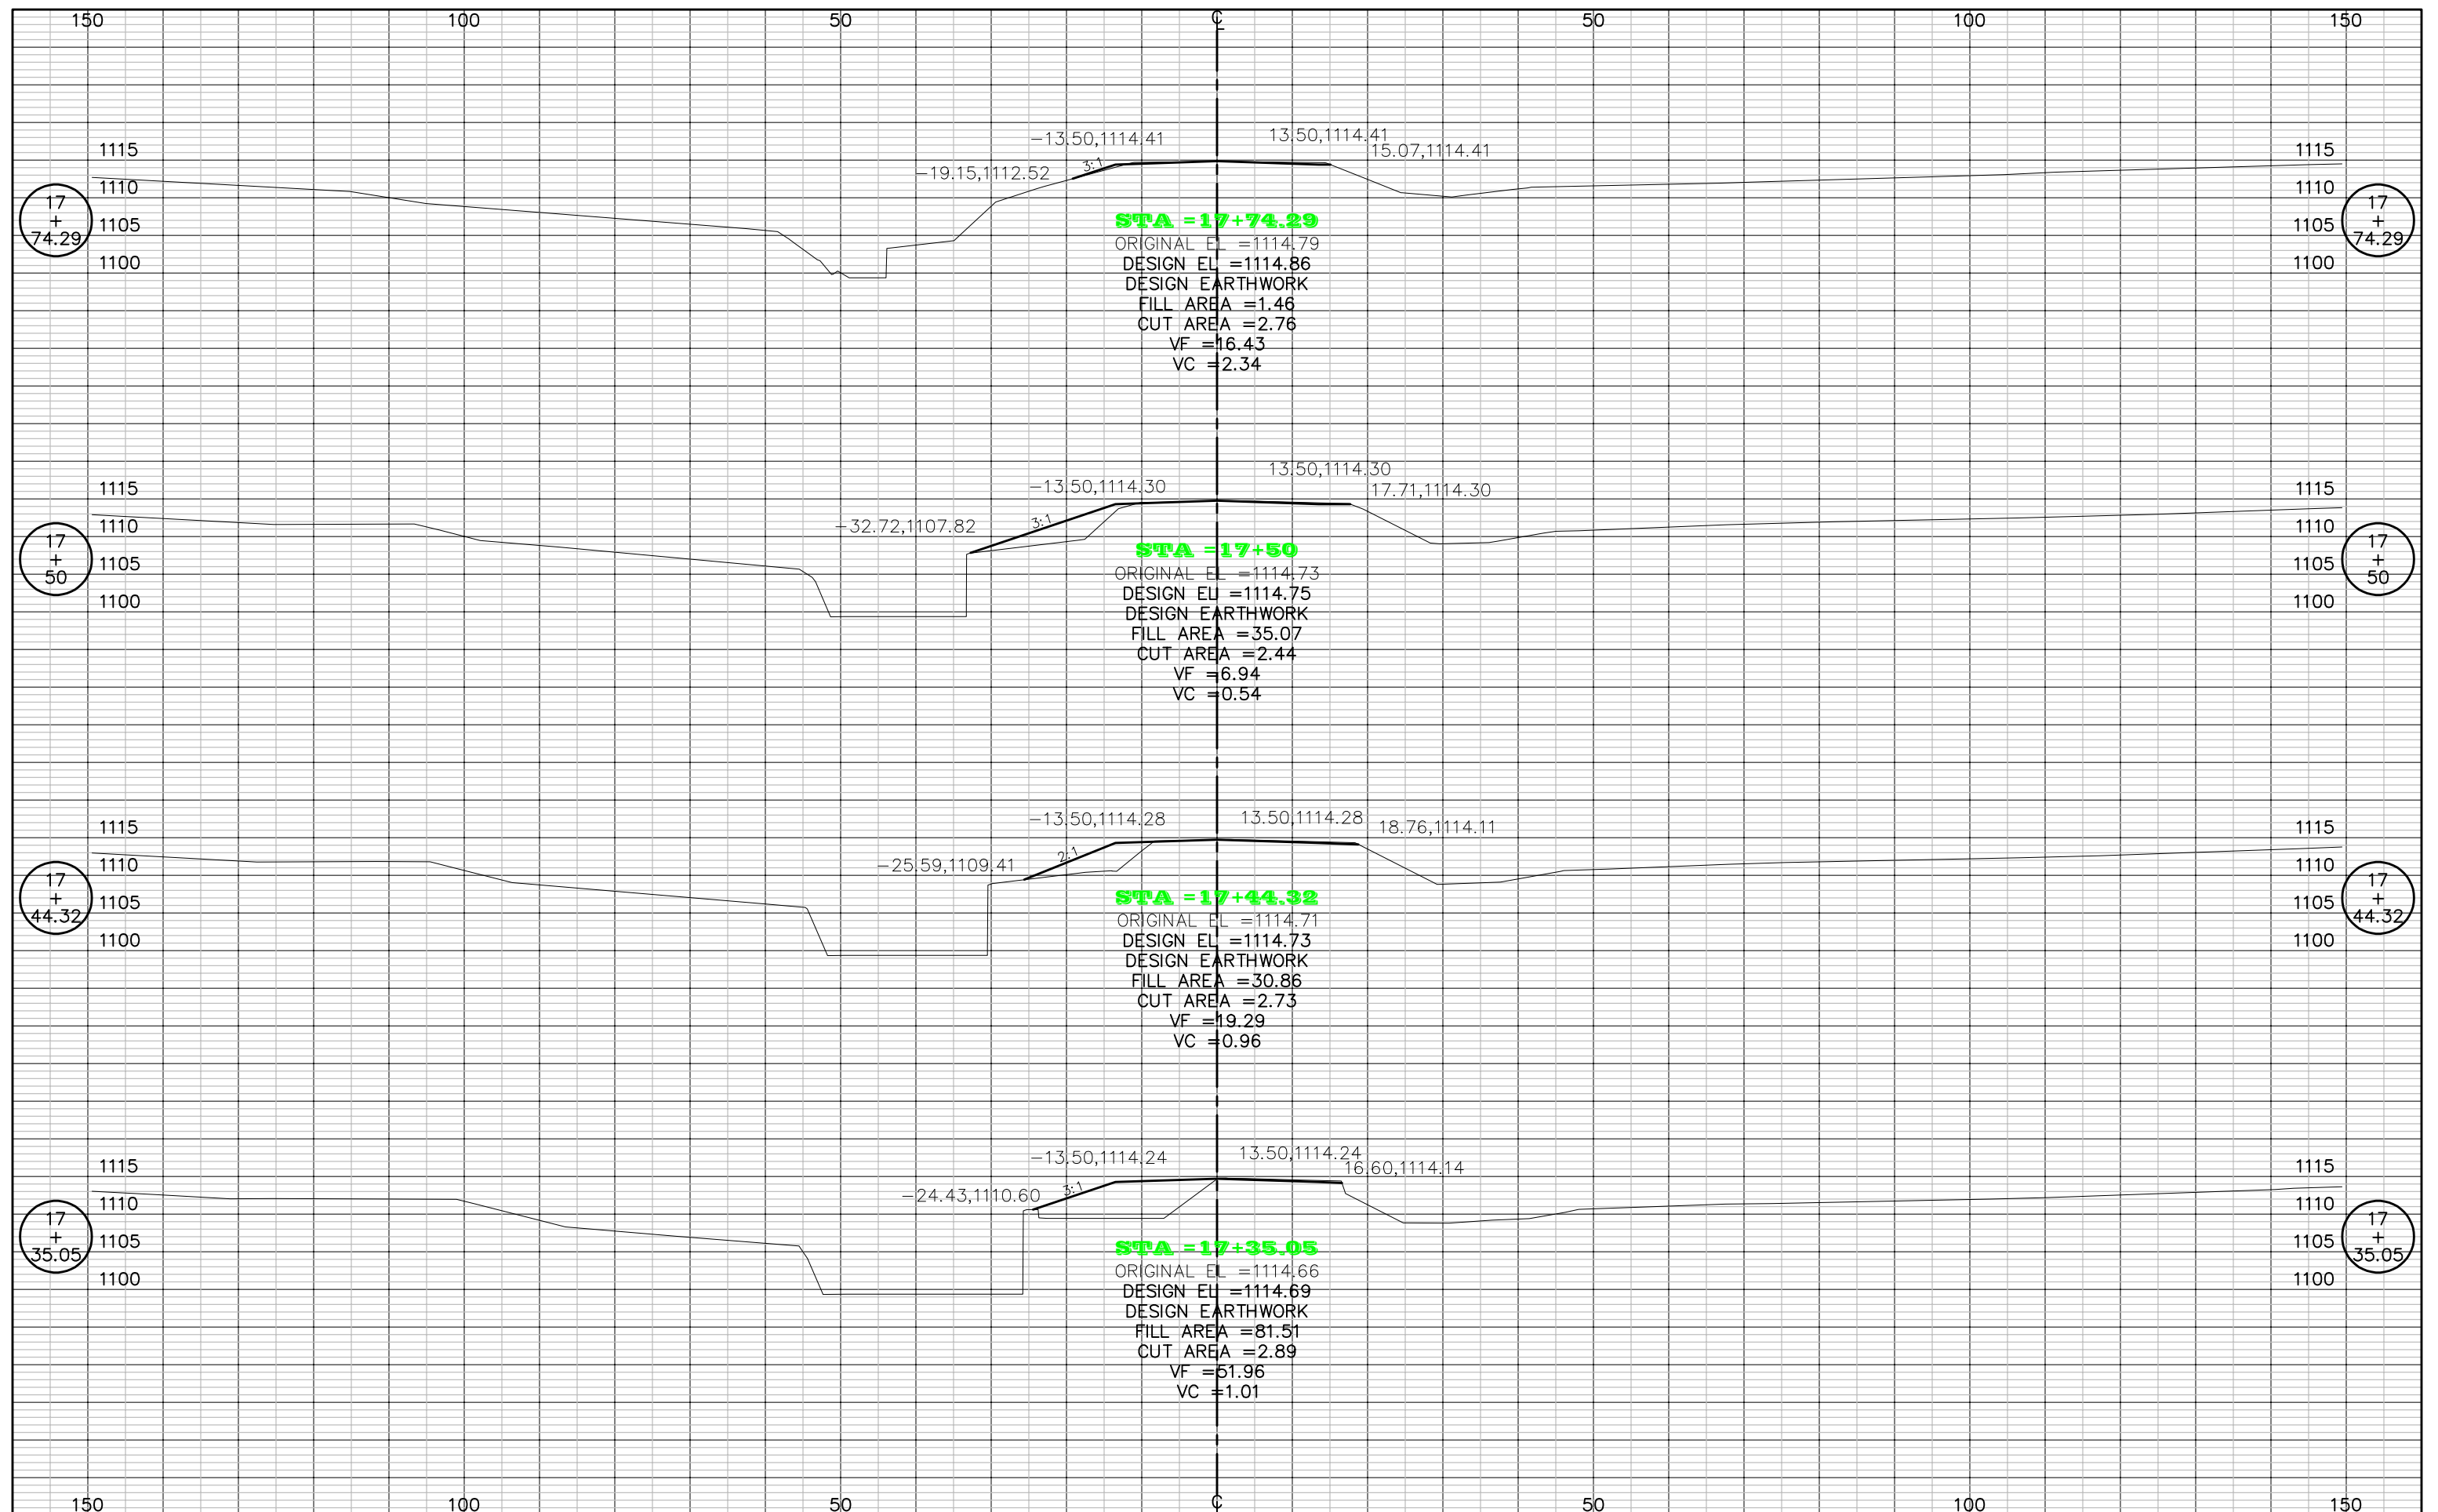 150 100 50 ℄ 50 100 150
-13.50,1114.41
13.50,1114.41
15.07,1114.41
-19.15,1112.52
3:1
1115 1115
1110 1110
1105 1105
1100 1100
17
+
74.29
17
+
74.29
STA =17+74.29
ORIGINAL EL =1114.79
DESIGN EL =1114.86
DESIGN EARTHWORK
FILL AREA =1.46
CUT AREA =2.76
VF =16.43
VC =2.34
-13.50,1114.30
13.50,1114.30
17.71,1114.30
-32.72,1107.82
3:1
1115 1115
1110 1110
1105 1105
1100 1100
17
+
50
17
+
50
STA =17+50
ORIGINAL EL =1114.73
DESIGN EL =1114.75
DESIGN EARTHWORK
FILL AREA =35.07
CUT AREA =2.44
VF =6.94
VC =0.54
-13.50,1114.28
13.50,1114.28
18.76,1114.11
-25.59,1109.41
2:1
1115 1115
1110 1110
1105 1105
1100 1100
17
+
44.32
17
+
44.32
STA =17+44.32
ORIGINAL EL =1114.71
DESIGN EL =1114.73
DESIGN EARTHWORK
FILL AREA =30.86
CUT AREA =2.73
VF =19.29
VC =0.96
-13.50,1114.24
13.50,1114.24
16.60,1114.14
-24.43,1110.60
3:1
1115 1115
1110 1110
1105 1105
1100 1100
17
+
35.05
17
+
35.05
STA =17+35.05
ORIGINAL EL =1114.66
DESIGN EL =1114.69
DESIGN EARTHWORK
FILL AREA =81.51
CUT AREA =2.89
VF =51.96
VC =1.01
150 100 50 ℄ 50 100 150